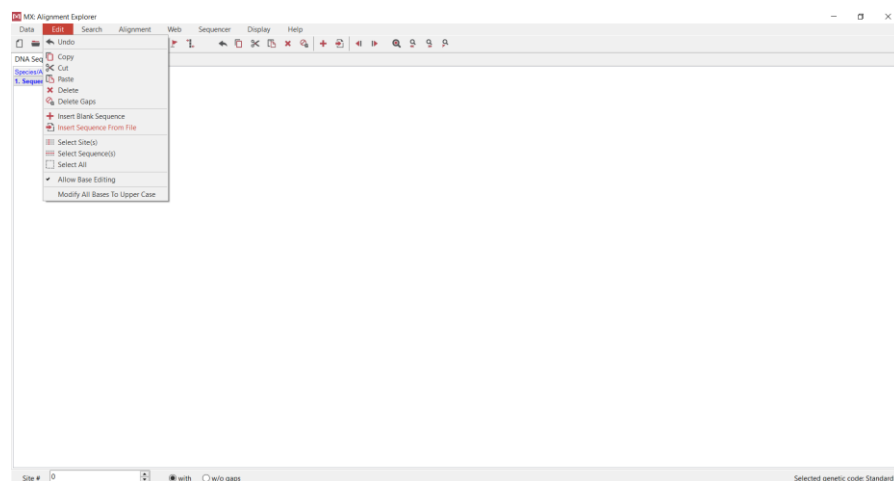 MX: Alignment Explorer
Data Edit Search Alignment Web Sequencer Display Help
Undo
DNA Seq
Copy
Cut
Species/A
Paste
1. Sequen
Delete
Delete Gaps
Insert Blank Sequence
Insert Sequence From File
Select Site(s)
Select Sequence(s)
Select All
Allow Base Editing
Modify All Bases To Upper Case
Site # 0 with w/o gaps Selected genetic code: Standard